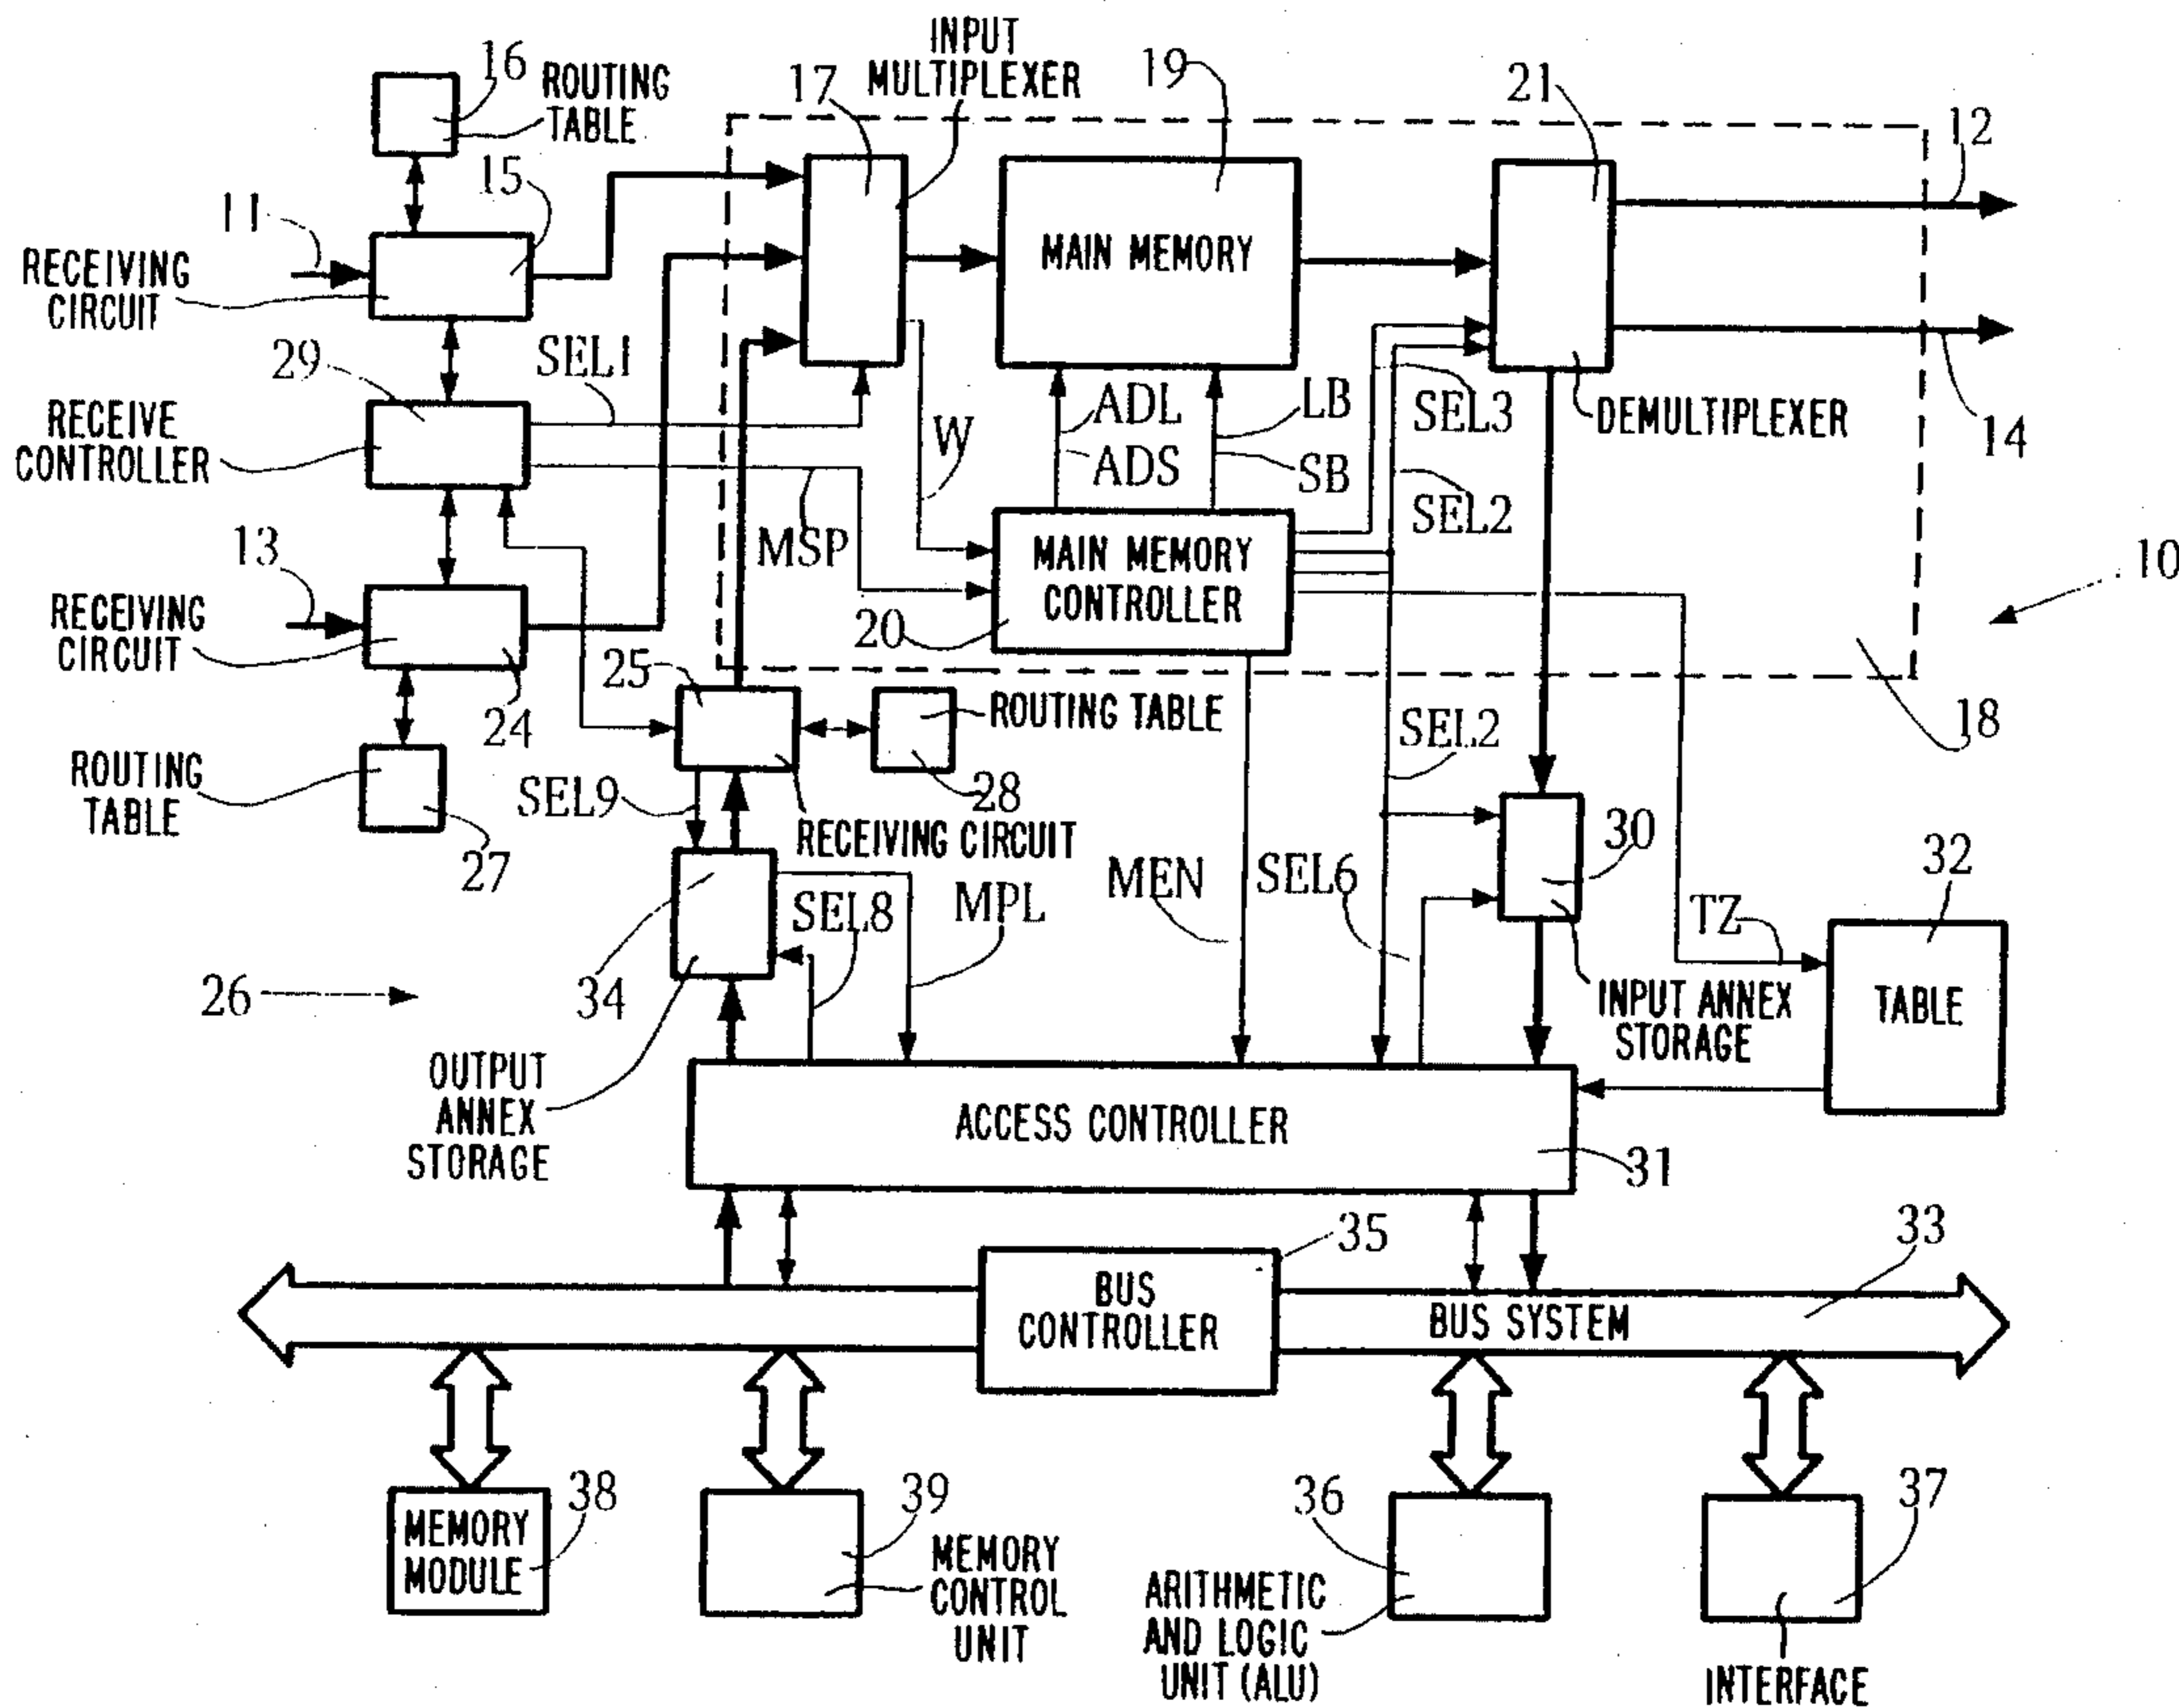 INPUT
MULTIPLEXER
16
ROUTING
TABLE
17
19
21
12
15
11
RECEIVING
CIRCUIT
MAIN MEMORY
29
SEL1
RECEIVE
CONTROLLER
W
ADL
ADS
LB
SB
SEL3
DEMULTIPLEXER
14
SEL2
MSP
13
RECEIVING
CIRCUIT
MAIN MEMORY
CONTROLLER
20
10
25
ROUTING TABLE
24
28
SEL2
18
ROUTING
TABLE
27
SEL9
RECEIVING CIRCUIT
30
34
SEL8
MPL
MEN
SEL6
TZ
32
TABLE
26
INPUT ANNEX
STORAGE
OUTPUT
ANNEX
STORAGE
ACCESS CONTROLLER
31
35
33
BUS
CONTROLLER
BUS SYSTEM
38
MEMORY
MODULE
39
MEMORY
CONTROL
UNIT
36
ARITHMETIC
AND LOGIC
UNIT (ALU)
37
INTERFACE